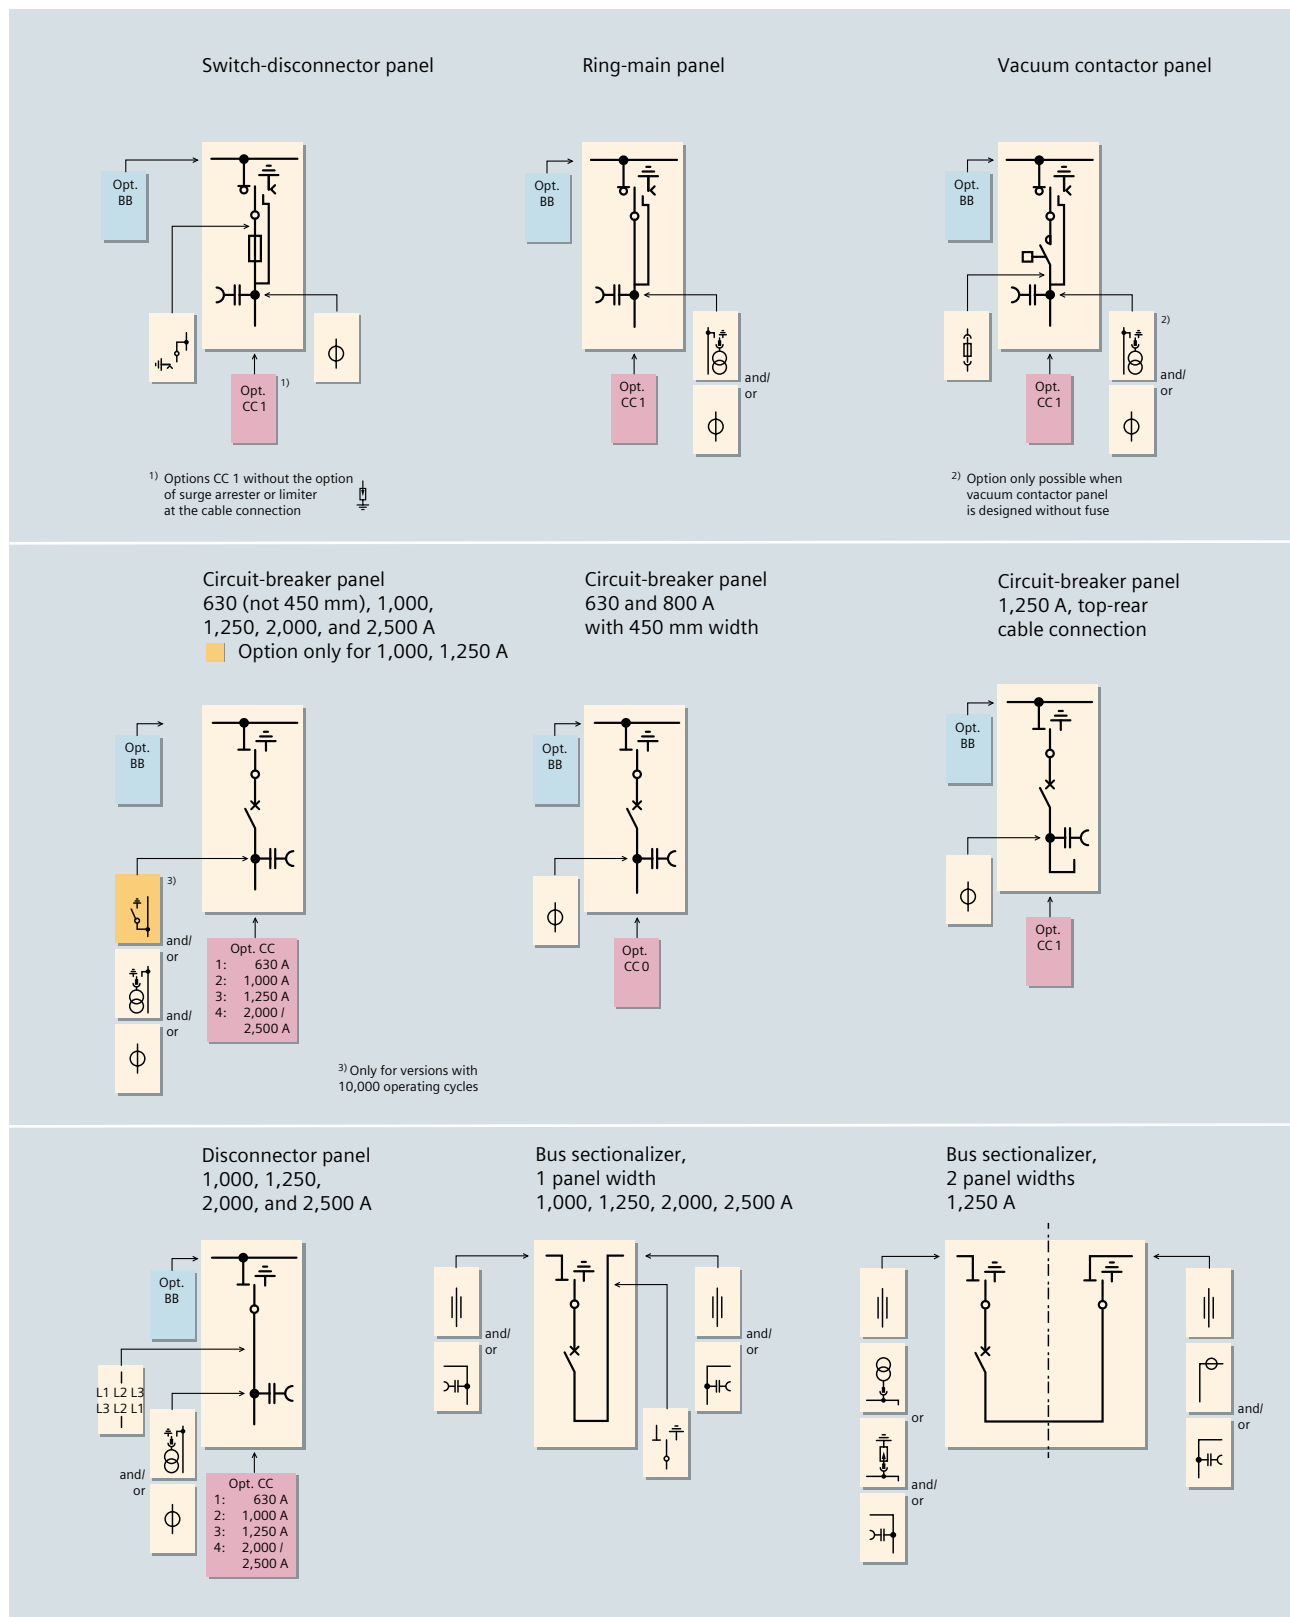 Switch-disconnector panel
Opt.
BB
Opt.
CC 1
1)
1) Options CC 1 without the option
of surge arrester or limiter
at the cable connection
Ring-main panel
Opt.
BB
Opt.
CC 1
and/
or
Vacuum contactor panel
Opt.
BB
2)
Opt.
CC 1
and/
or
2) Option only possible when
vacuum contactor panel
is designed without fuse
Circuit-breaker panel
630 (not 450 mm), 1,000,
1,250, 2,000, and 2,500 A
Option only for 1,000, 1,250 A
Opt.
BB
3)
and/
or
and/
or
Opt. CC
1: 630 A
2: 1,000 A
3: 1,250 A
4: 2,000 /
2,500 A
3) Only for versions with
10,000 operating cycles
Circuit-breaker panel
630 and 800 A
with 450 mm width
Opt.
BB
Opt.
CC 0
Circuit-breaker panel
1,250 A, top-rear
cable connection
Opt.
BB
Opt.
CC 1
Disconnector panel
1,000, 1,250,
2,000, and 2,500 A
Opt.
BB
L1 L2 L3
L3 L2 L1
and/
or
Opt. CC
1: 630 A
2: 1,000 A
3: 1,250 A
4: 2,000 /
2,500 A
Bus sectionalizer,
1 panel width
1,000, 1,250, 2,000, 2,500 A
and/
or
and/
or
Bus sectionalizer,
2 panel widths
1,250 A
or
and/
or
and/
or